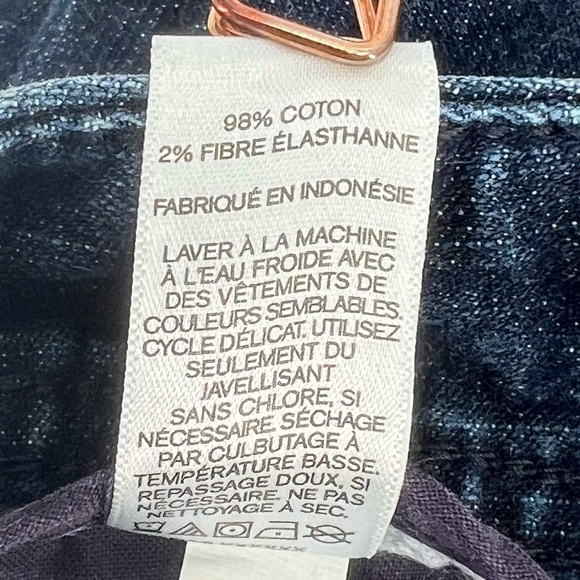 98% COTON
2% FIBRE ÉLASTHANNE
FABRIQUÉ EN INDONÉSIE
LAVER À LA MACHINE
À L'EAU FROIDE AVEC
DES VÊTEMENTS DE
COULEURS SEMBLABLES.
CYCLE DÉLICAT. UTILISEZ
SEULEMENT DU
JAVELLISANT
SANS CHLORE, SI
NÉCESSAIRE SÉCHAGE
PAR CULBUTAGE À
TEMPÉRATURE BASSE.
REPASSAGE DOUX, SI
NÉCESSAIRE. NE PAS
NETTOYAGE À SEC.